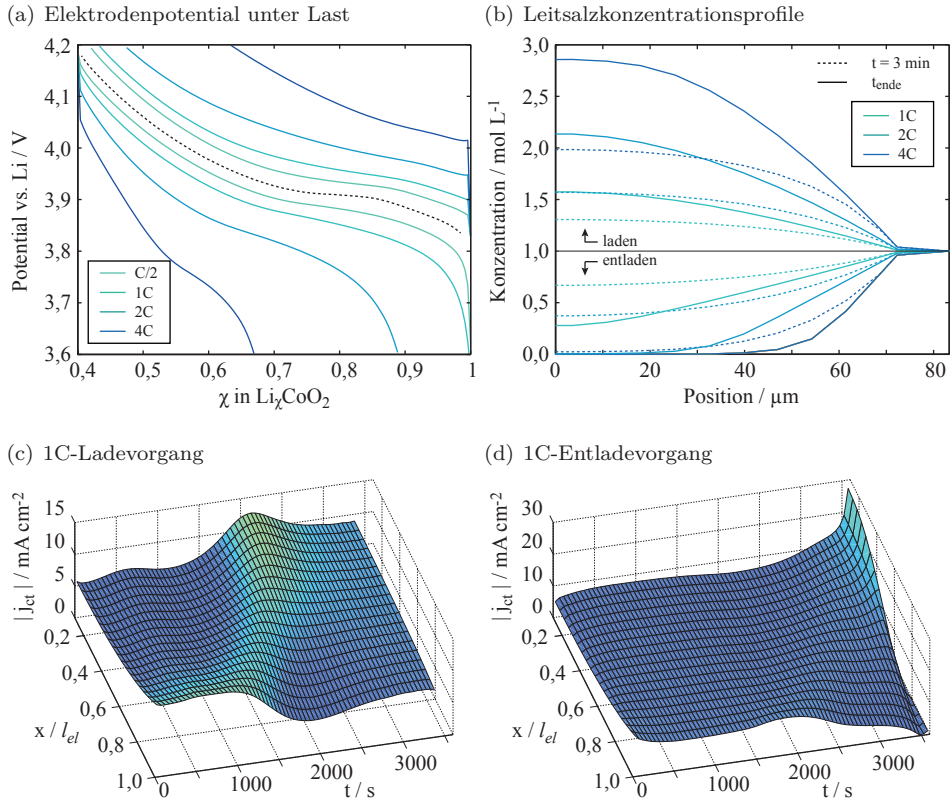 (a) Elektrodenpotential unter Last
4,2
4,1
4,0
3,9
3,8
3,7
3,6
Potential vs. Li / V
C/2
1C
2C
4C
0,4 0,5 0,6 0,7 0,8 0,9 1
χ in LiχCoO2
(b) Leitsalzkonzentrationsprofile
3,0
2,5
2,0
1,5
1,0
0,5
0,0
Konzentration / mol L-1
t = 3 min
tende
1C
2C
4C
laden
entladen
0 20 40 60 80
Position / µm
(c) 1C-Ladevorgang
15
10
5
0
| jct | / mA cm-2
0,2
0,4
0,6
0,8
1,0
x / lel
0 1000 2000 3000
t / s
(d) 1C-Entladevorgang
30
20
10
0
| jct | / mA cm-2
0,2
0,4
0,6
0,8
1,0
x / lel
0 1000 2000 3000
t / s